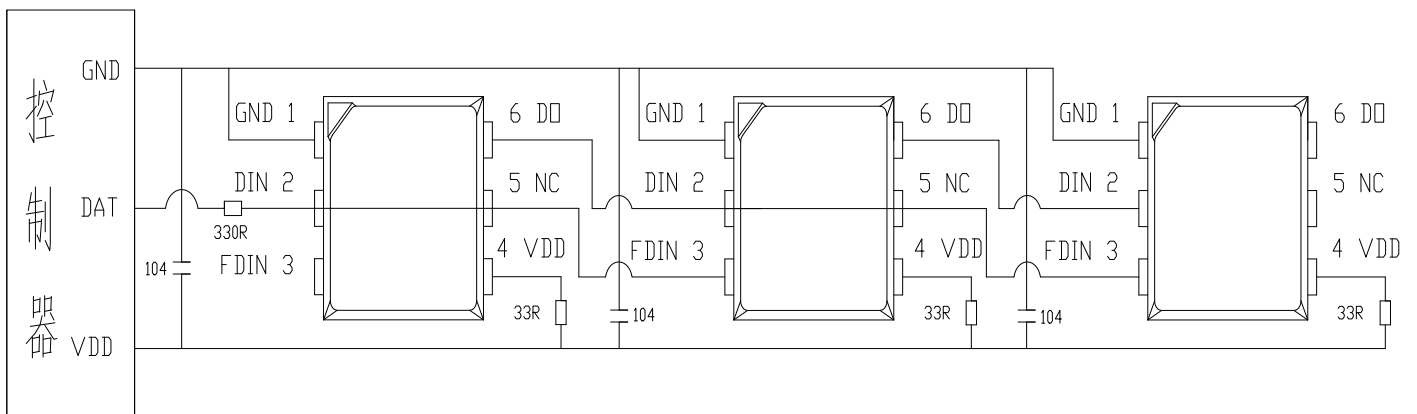 控制器
GND
DAT
VDD
104
330R
GND 1
DIN 2
FDIN 3
6 DO
5 NC
4 VDD
33R
104
GND 1
DIN 2
FDIN 3
6 DO
5 NC
4 VDD
33R
104
GND 1
DIN 2
FDIN 3
6 DO
5 NC
4 VDD
33R